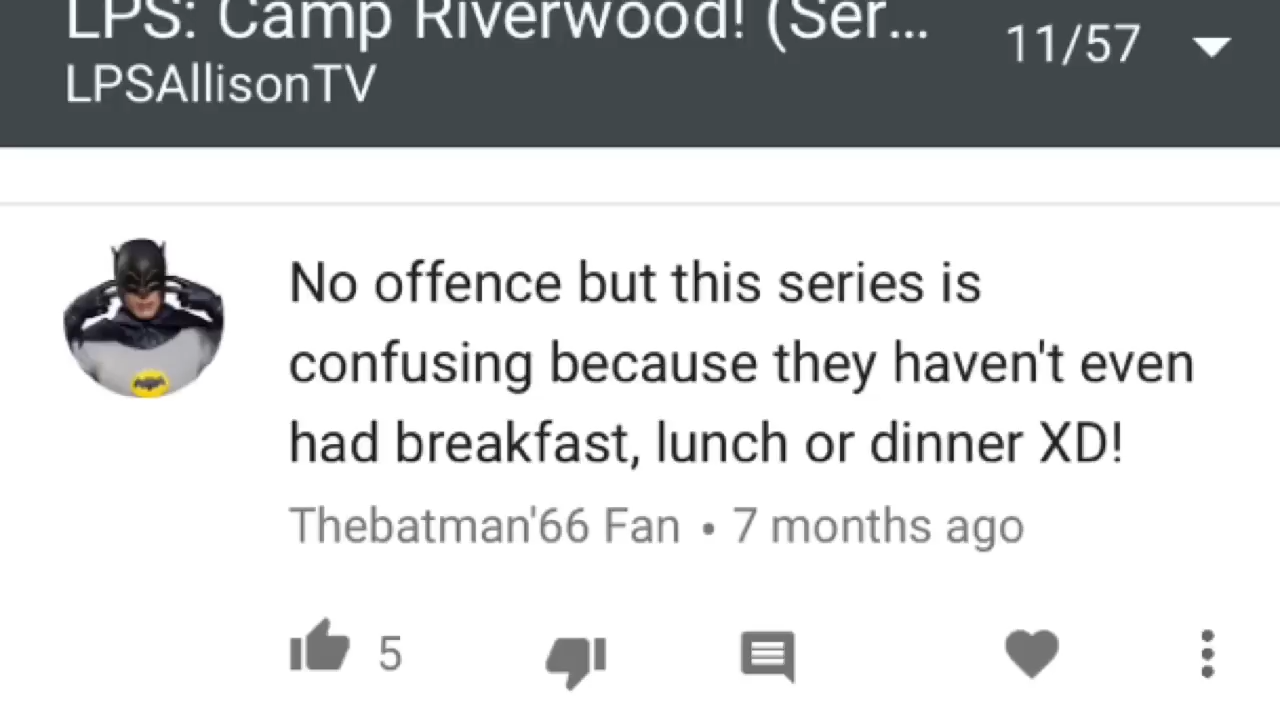 LPS: Camp Riverwood! (Ser...
11/57
LPSAllisonTV
No offence but this series is
confusing because they haven't even
had breakfast, lunch or dinner XD!
Thebatman'66 Fan • 7 months ago
5